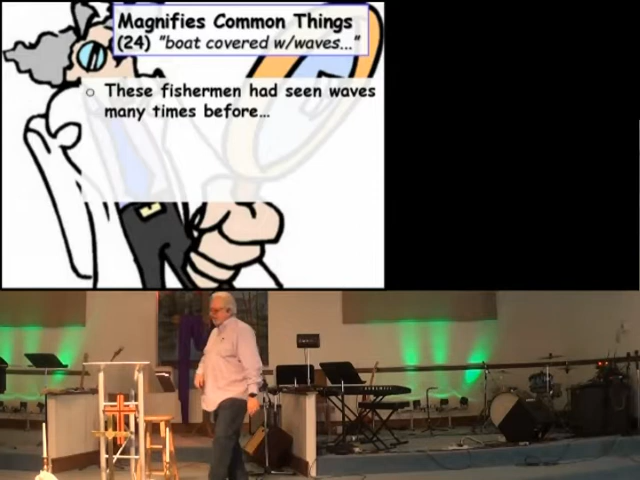 Magnifies Common Things
(24) "boat covered w/waves…"
○ These fishermen had seen waves
many times before…